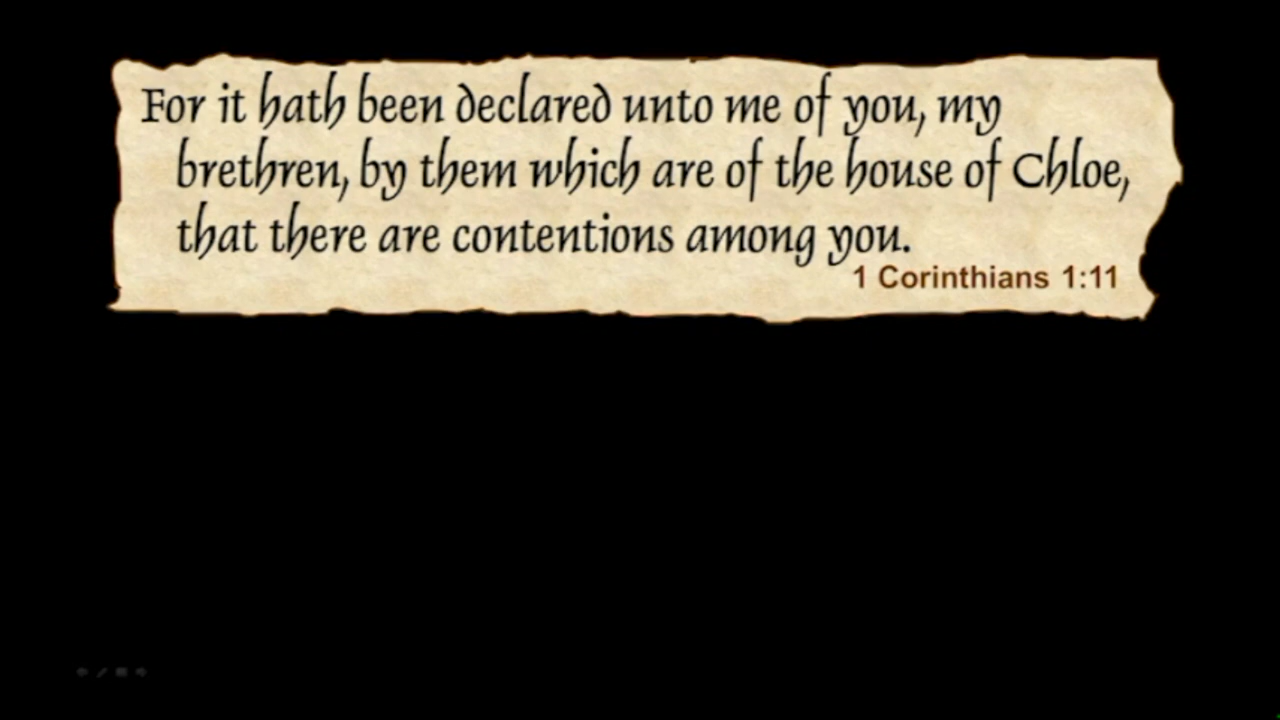 For it hath been declared unto me of you, my
brethren, by them which are of the house of Chloe,
that there are contentions among you.
1 Corinthians 1:11